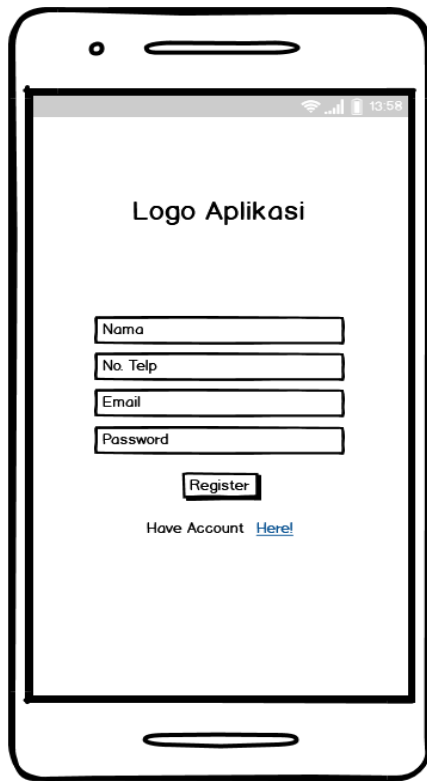 13:58
Logo Aplikasi
Nama
No. Telp
Email
Password
Register
Have Account Here!